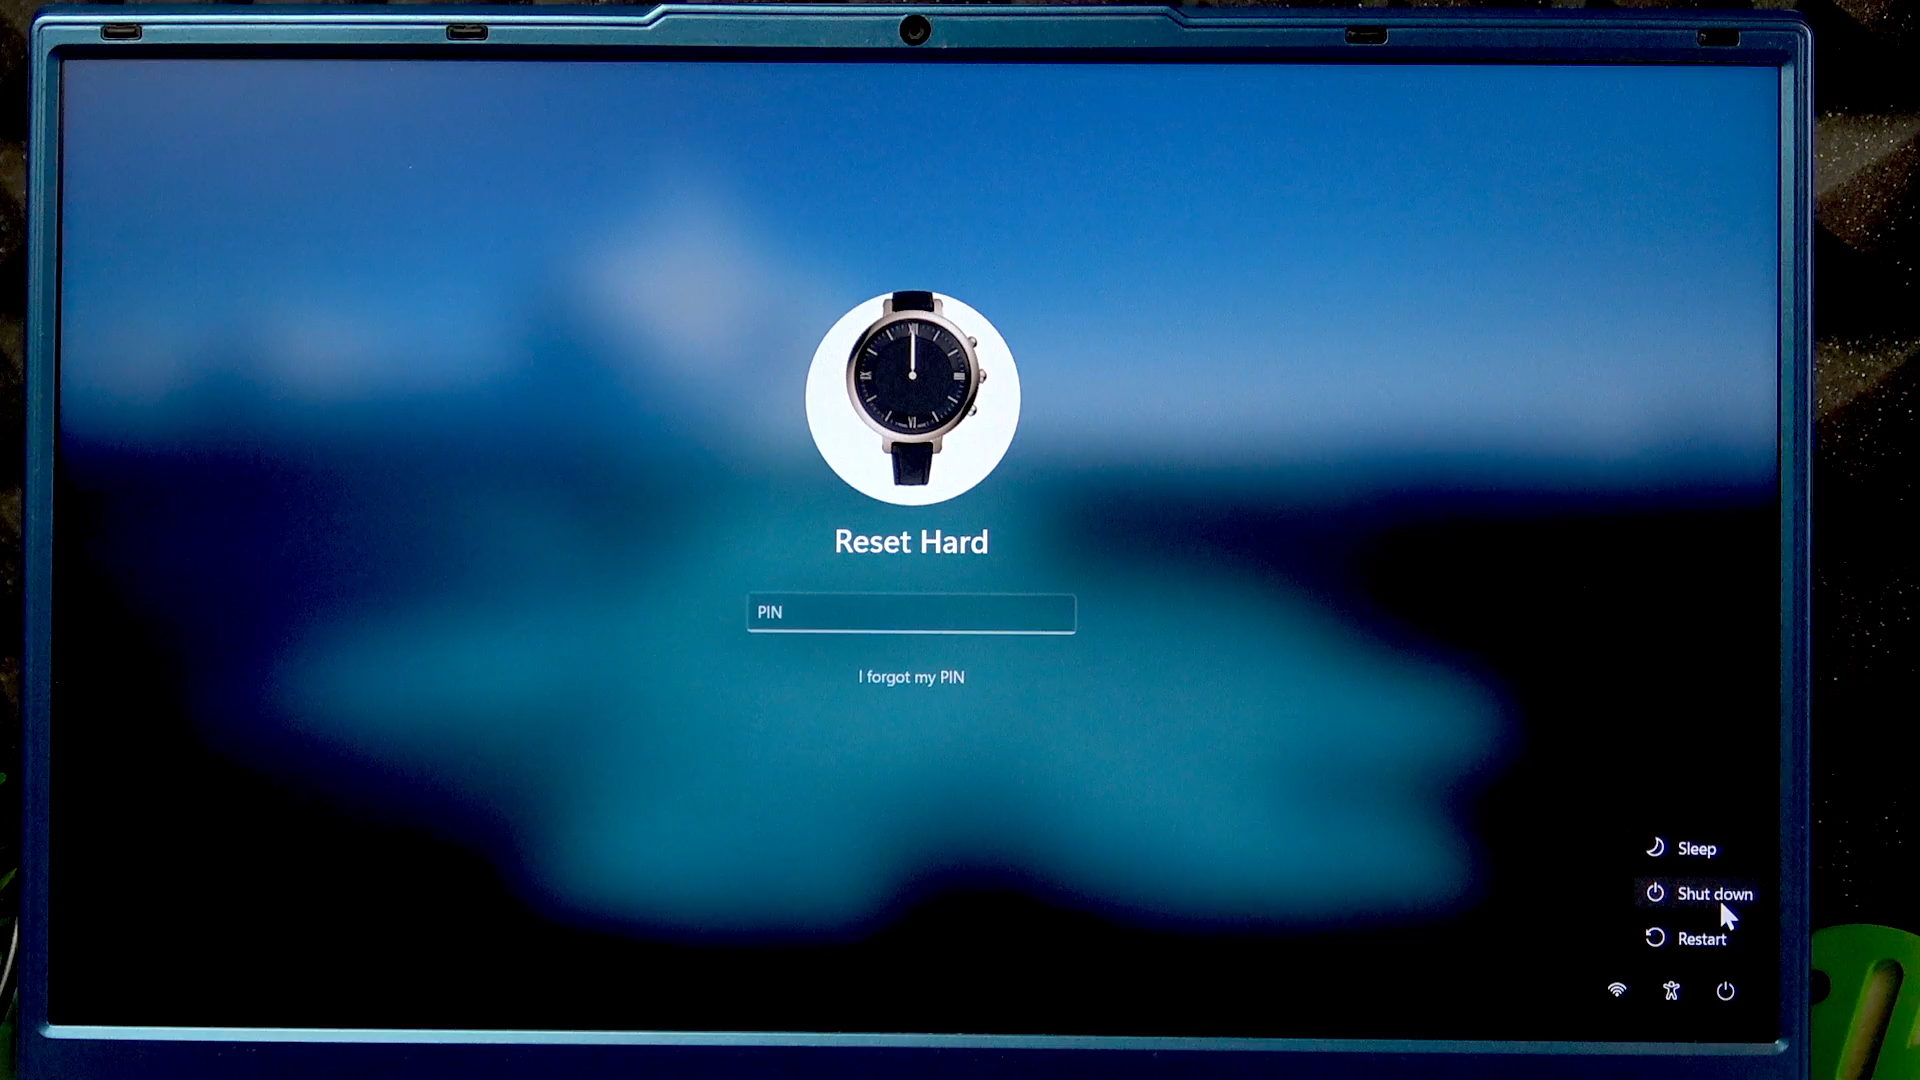 Reset Hard
PIN
I forgot my PIN
Sleep
Shut down
Restart